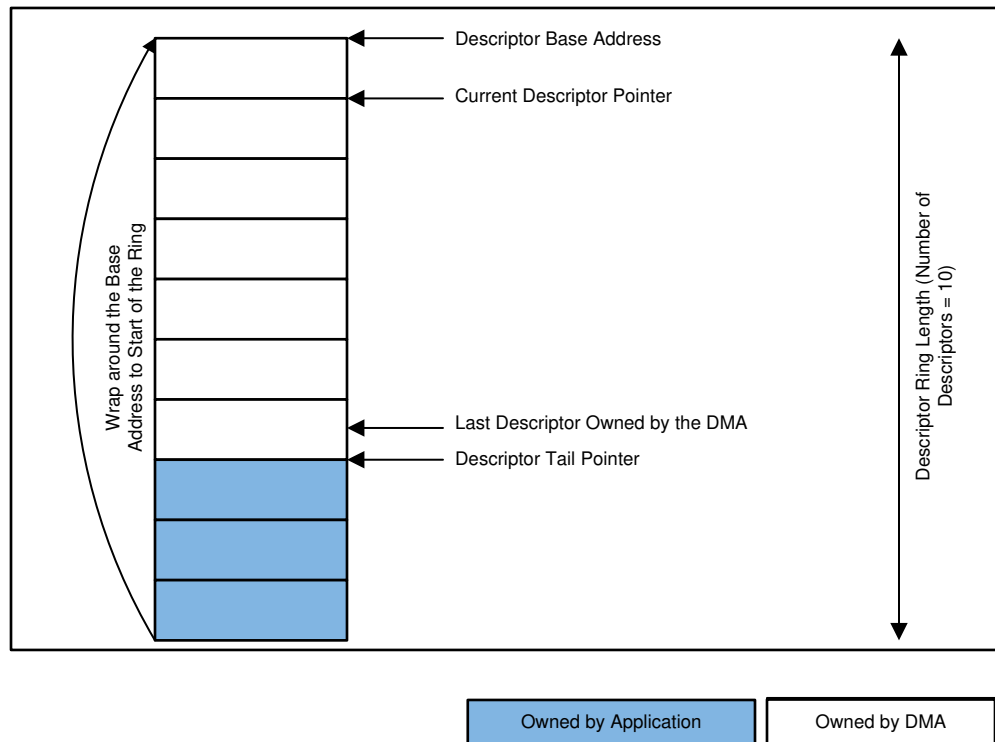 Descriptor Base Address
Current Descriptor Pointer
Wrap around the Base
Address to Start of the Ring
Descriptor Ring Length (Number of
Descriptors = 10)
Last Descriptor Owned by the DMA
Descriptor Tail Pointer
Owned by Application
Owned by DMA